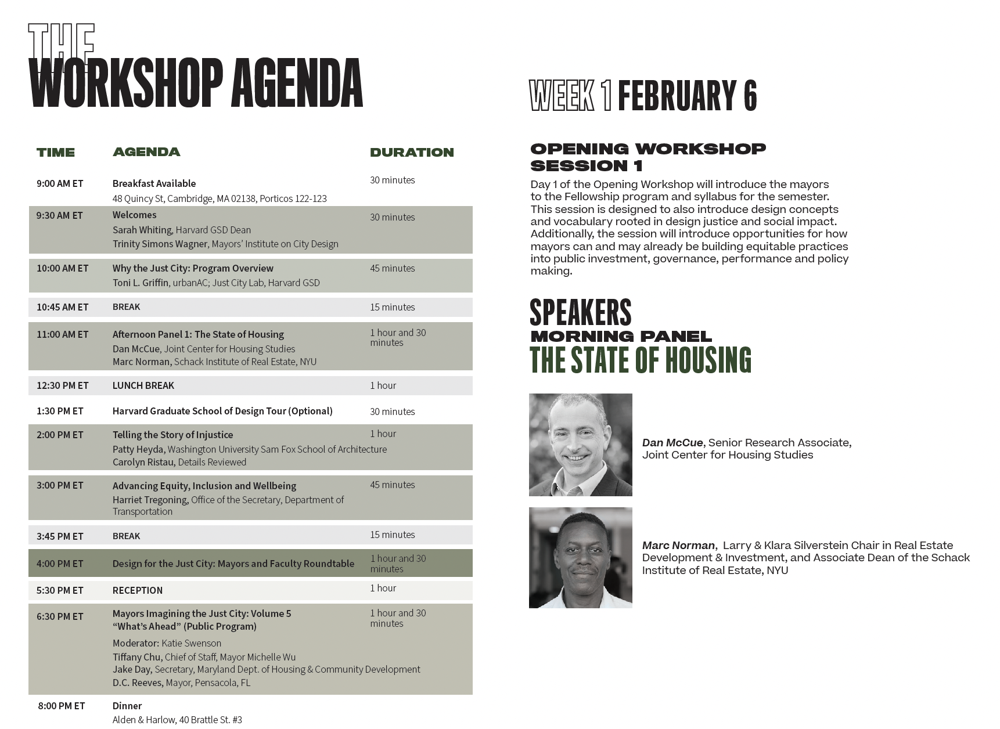 THE
WORKSHOP AGENDA
TIME AGENDA DURATION
9:00 AM ET Breakfast Available 30 minutes
48 Quincy St, Cambridge, MA 02138, Porticos 122-123
9:30 AM ET Welcomes 30 minutes
Sarah Whiting, Harvard GSD Dean
Trinity Simons Wagner, Mayors’ Institute on City Design
10:00 AM ET Why the Just City: Program Overview 45 minutes
Toni L. Griffin, urbanAC; Just City Lab, Harvard GSD
10:45 AM ET BREAK 15 minutes
11:00 AM ET Afternoon Panel 1: The State of Housing 1 hour and 30
minutes
Dan McCue, Joint Center for Housing Studies
Marc Norman, Schack Institute of Real Estate, NYU
12:30 PM ET LUNCH BREAK 1 hour
1:30 PM ET Harvard Graduate School of Design Tour (Optional) 30 minutes
2:00 PM ET Telling the Story of Injustice 1 hour
Patty Heyda, Washington University Sam Fox School of Architecture
Carolyn Ristau, Details Reviewed
3:00 PM ET Advancing Equity, Inclusion and Wellbeing 45 minutes
Harriet Tregoning, Office of the Secretary, Department of
Transportation
3:45 PM ET BREAK 15 minutes
4:00 PM ET Design for the Just City: Mayors and Faculty Roundtable 1 hour and 30
minutes
5:30 PM ET RECEPTION 1 hour
6:30 PM ET Mayors Imagining the Just City: Volume 5 1 hour and 30
“What’s Ahead” (Public Program) minutes
Moderator: Katie Swenson
Tiffany Chu, Chief of Staff, Mayor Michelle Wu
Jake Day, Secretary, Maryland Dept. of Housing & Community Development
D.C. Reeves, Mayor, Pensacola, FL
8:00 PM ET Dinner
Alden & Harlow, 40 Brattle St. #3
WEEK 1 FEBRUARY 6
OPENING WORKSHOP
SESSION 1
Day 1 of the Opening Workshop will introduce the mayors
to the Fellowship program and syllabus for the semester.
This session is designed to also introduce design concepts
and vocabulary rooted in design justice and social impact.
Additionally, the session will introduce opportunities for how
mayors can and may already be building equitable practices
into public investment, governance, performance and policy
making.
SPEAKERS
MORNING PANEL
THE STATE OF HOUSING
Dan McCue, Senior Research Associate,
Joint Center for Housing Studies
Marc Norman, Larry & Klara Silverstein Chair in Real Estate
Development & Investment, and Associate Dean of the Schack
Institute of Real Estate, NYU